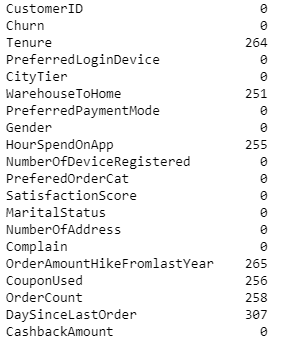 CustomerID 0
Churn 0
Tenure 264
PreferredLoginDevice 0
CityTier 0
WarehouseToHome 251
PreferredPaymentMode 0
Gender 0
HourSpendOnApp 255
NumberOfDeviceRegistered 0
PreferedOrderCat 0
SatisfactionScore 0
MaritalStatus 0
NumberOfAddress 0
Complain 0
OrderAmountHikeFromlastYear 265
CouponUsed 256
OrderCount 258
DaySinceLastOrder 307
CashbackAmount 0